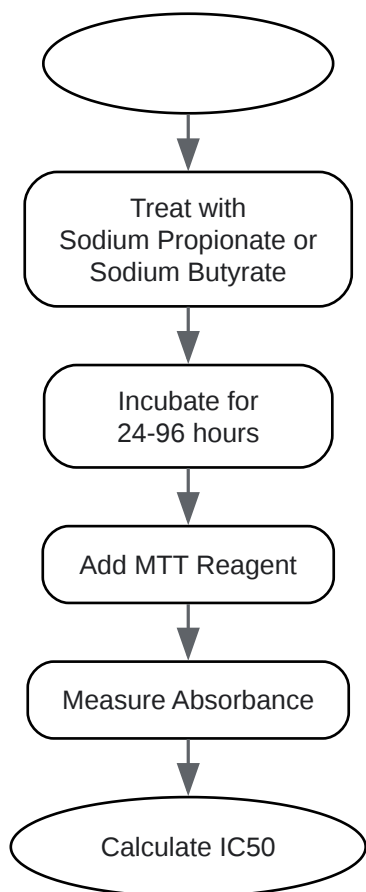 Treat with
Sodium Propionate or
Sodium Butyrate
Incubate for
24-96 hours
Add MTT Reagent
Measure Absorbance
Calculate IC50